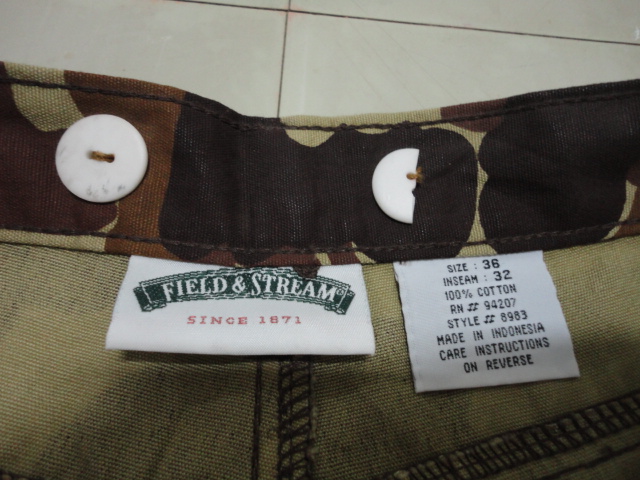 FIELD & STREAM
SINCE 1871
SIZE : 36
INSEAM : 32
100% COTTON
RN# 94207
STYLE # 8983
MADE IN INDONESIA
CARE INSTRUCTIONS
ON REVERSE